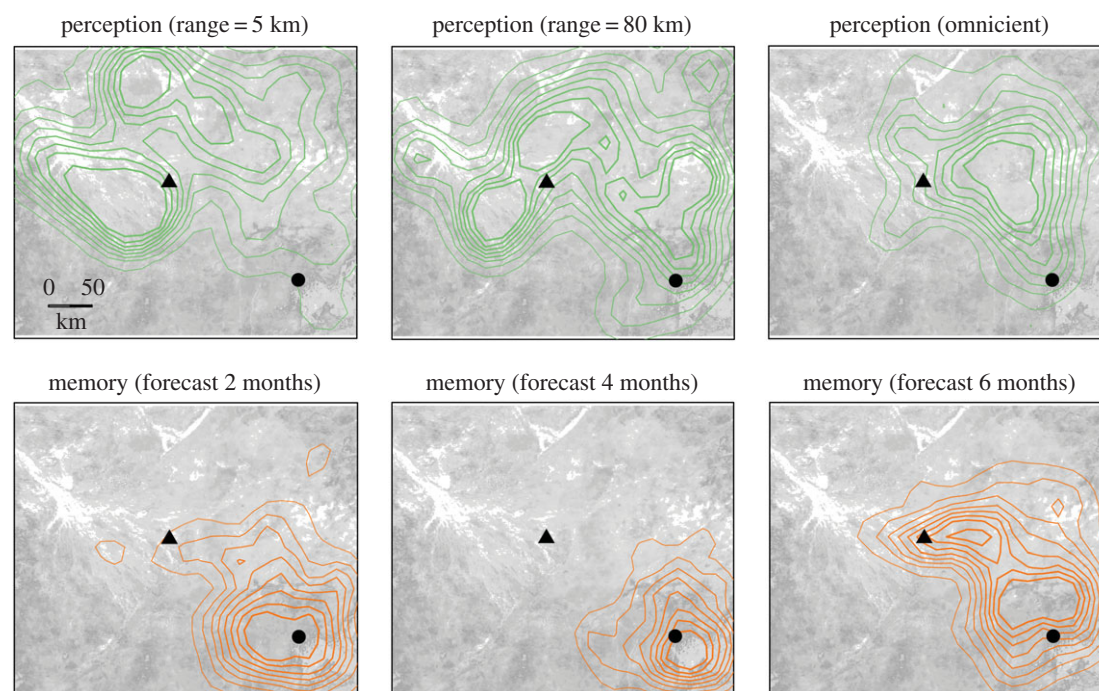 perception (range = 5 km)
perception (range = 80 km)
perception (omnicient)
0 50
km
memory (forecast 2 months)
memory (forecast 4 months)
memory (forecast 6 months)